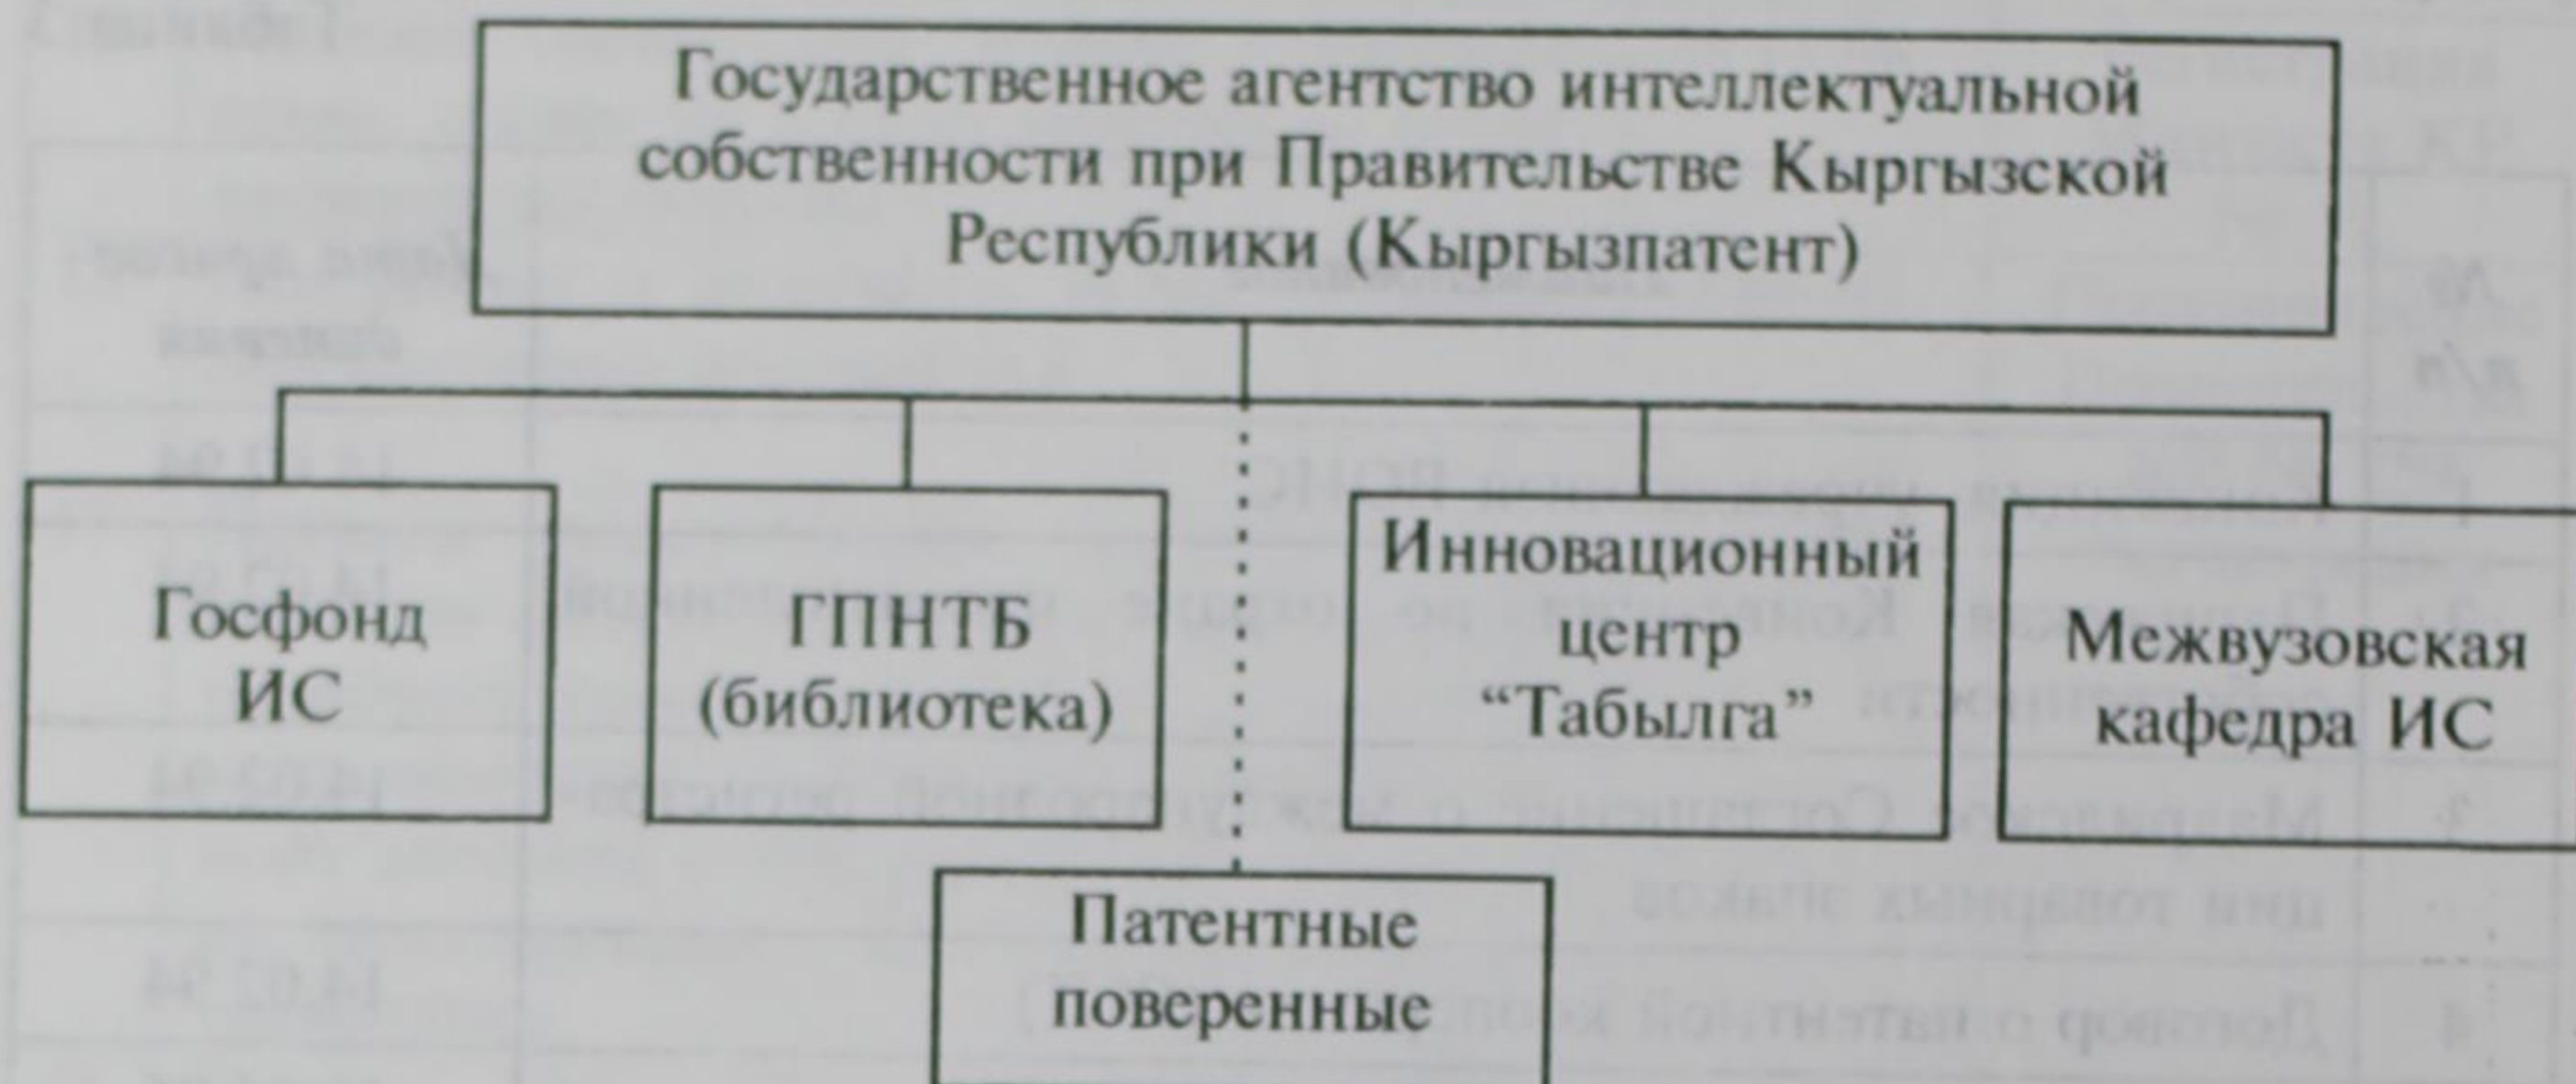 Государственное агентство интеллектуальной
собственности при Правительстве Кыргызской
Республики (Кыргызпатент)
Госфонд
ИС
ГПНТБ
(библиотека)
Инновационный
центр
“Табылга”
Межвузовская
кафедра ИС
Патентные
поверенные